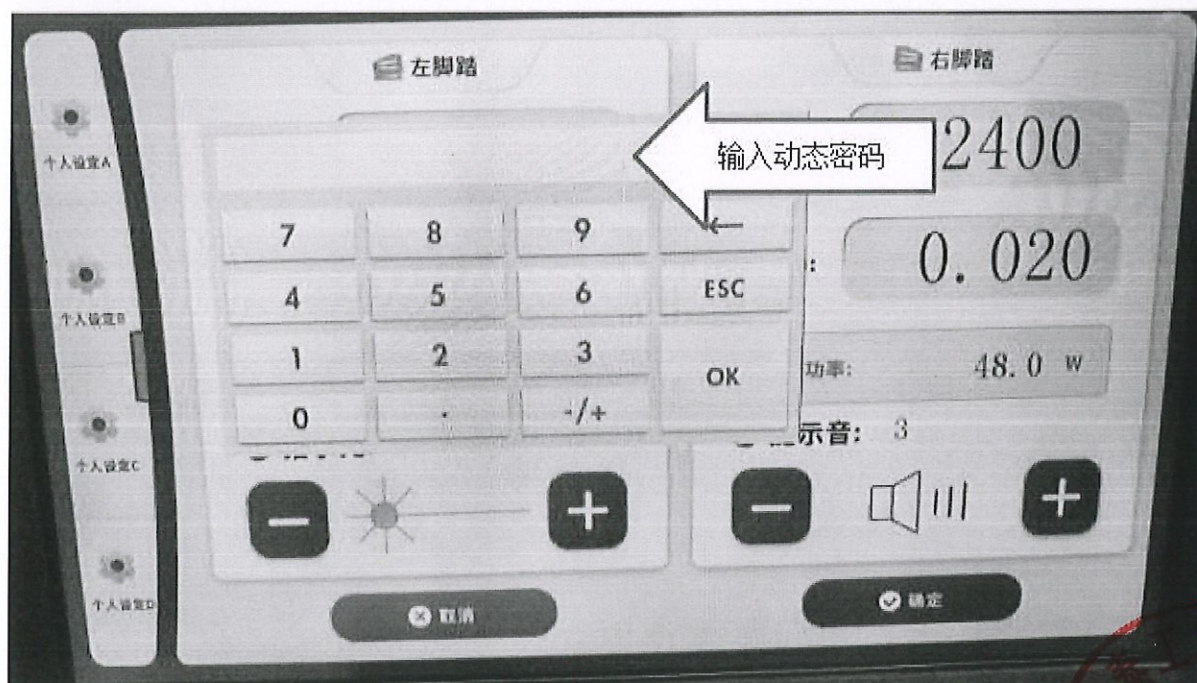 左脚踏
右脚踏
个人设定A
个人设定B
个人设定C
个人设定D
输入动态密码
2400
7 8 9 ←
4 5 6 ESC
1 2 3 OK
0 . -/+
:
0.020
功率: 48.0 W
示音: 3
取消
确定